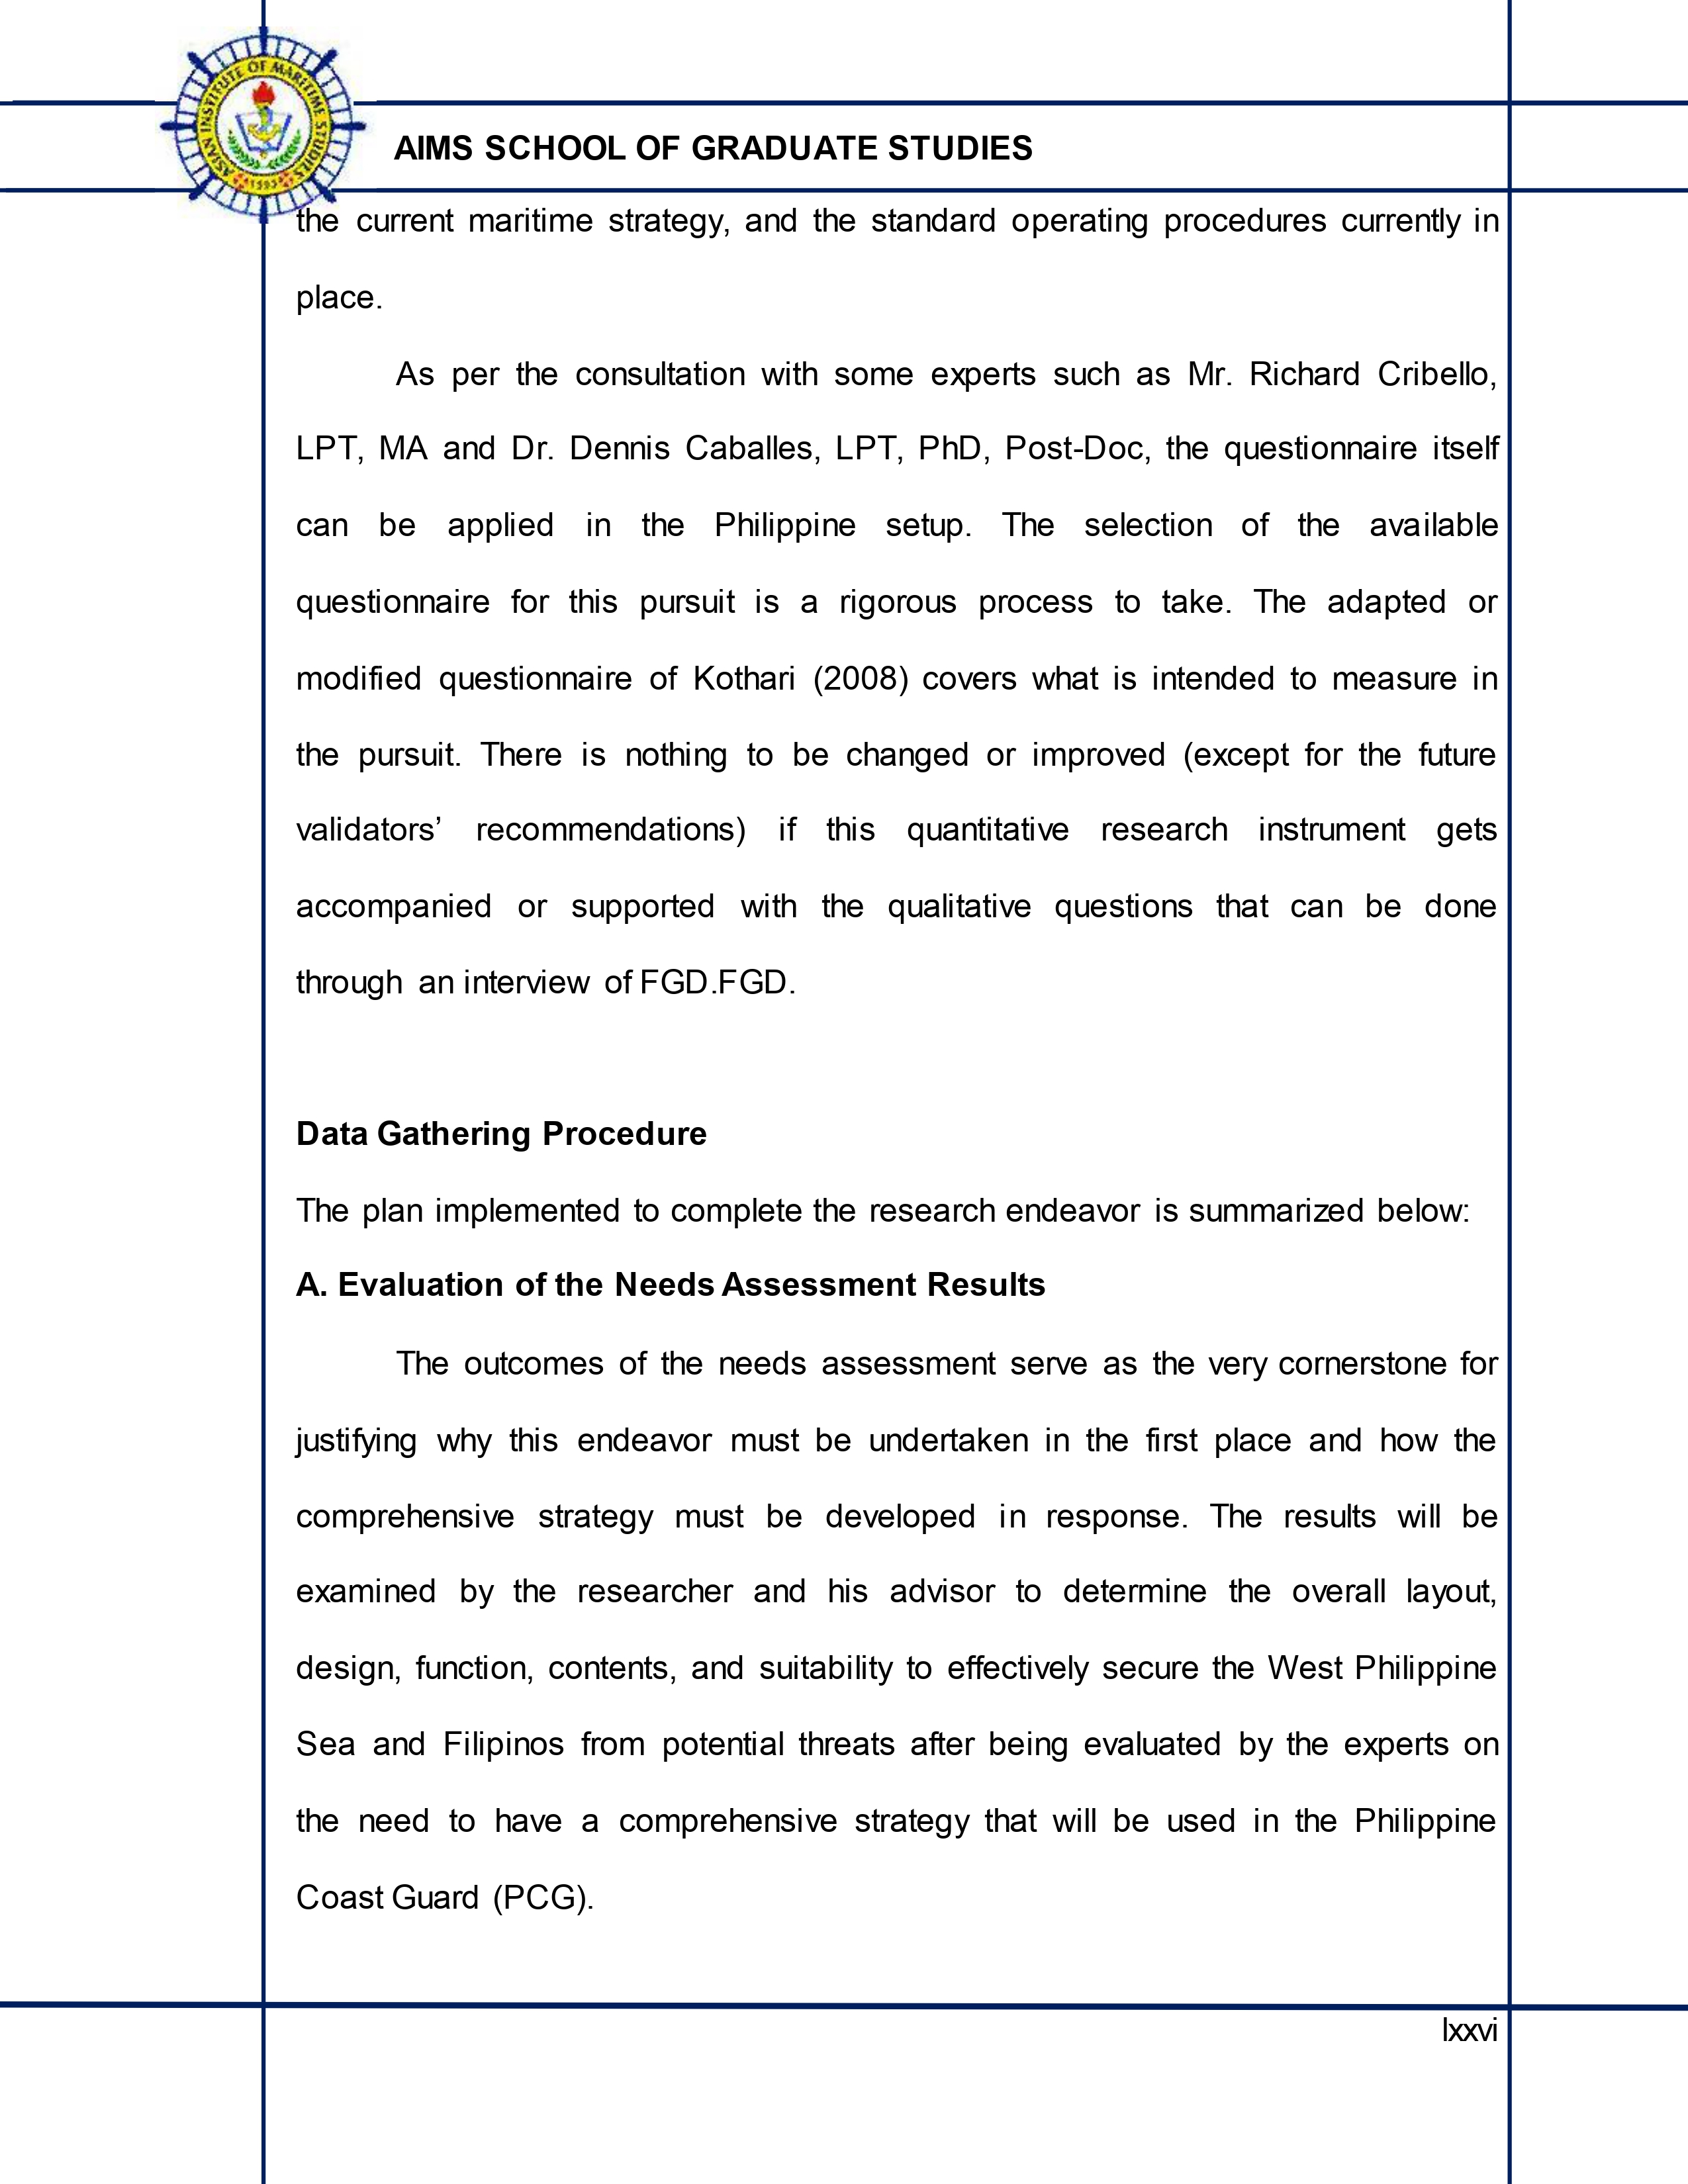 ASIAN INSTITUTE OF MARITIME STUDIES
1993
AIMS SCHOOL OF GRADUATE STUDIES
the current maritime strategy, and the standard operating procedures currently in
place.
As per the consultation with some experts such as Mr. Richard Cribello,
LPT, MA and Dr. Dennis Caballes, LPT, PhD, Post-Doc, the questionnaire itself
can be applied in the Philippine setup. The selection of the available
questionnaire for this pursuit is a rigorous process to take. The adapted or
modified questionnaire of Kothari (2008) covers what is intended to measure in
the pursuit. There is nothing to be changed or improved (except for the future
validators’ recommendations) if this quantitative research instrument gets
accompanied or supported with the qualitative questions that can be done
through an interview of FGD.FGD.
Data Gathering Procedure
The plan implemented to complete the research endeavor is summarized below:
A. Evaluation of the Needs Assessment Results
The outcomes of the needs assessment serve as the very cornerstone for
justifying why this endeavor must be undertaken in the first place and how the
comprehensive strategy must be developed in response. The results will be
examined by the researcher and his advisor to determine the overall layout,
design, function, contents, and suitability to effectively secure the West Philippine
Sea and Filipinos from potential threats after being evaluated by the experts on
the need to have a comprehensive strategy that will be used in the Philippine
Coast Guard (PCG).
lxxvi